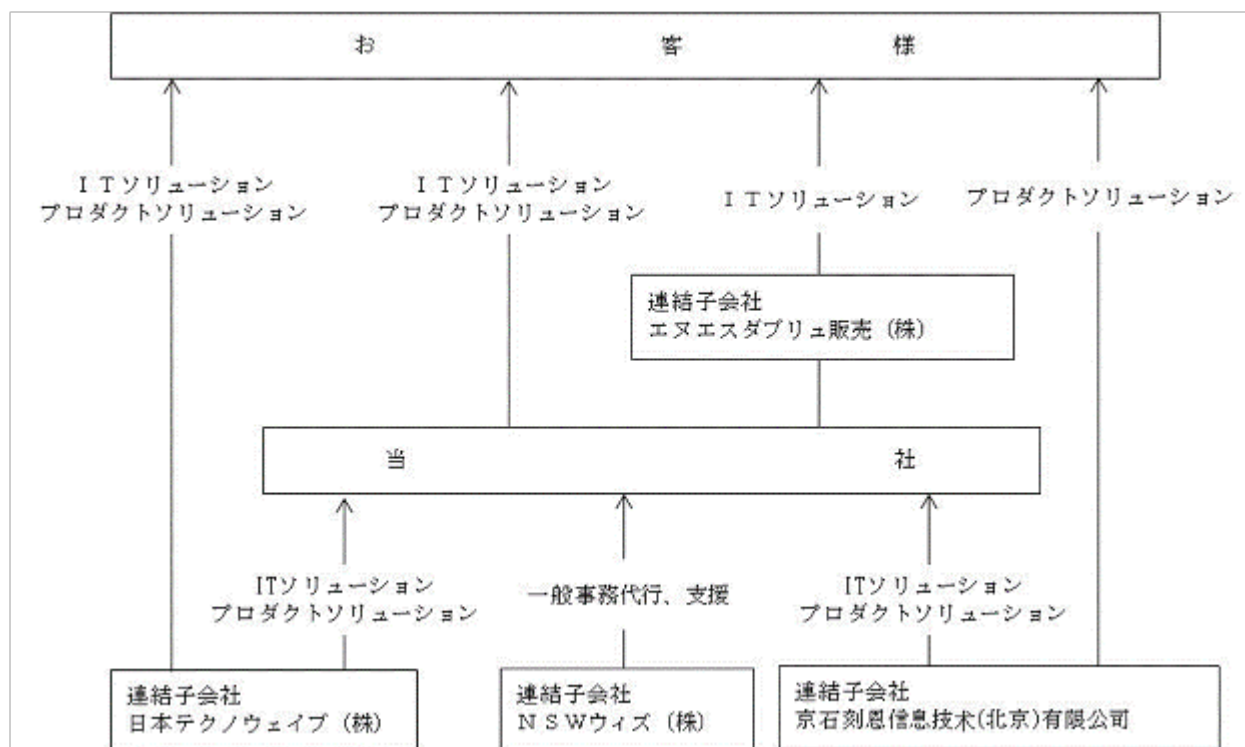 お客様
ＩＴソリューション
プロダクトソリューション
ＩＴソリューション
プロダクトソリューション
ＩＴソリューション
プロダクトソリューション
連結子会社
エヌエスダブリュ販売（株）
当社
ITソリューション
プロダクトソリューション
一般事務代行、支援
ITソリューション
プロダクトソリューション
連結子会社
日本テクノウェイブ（株）
連結子会社
ＮＳＷウィズ（株）
連結子会社
京石刻恩信息技术(北京)有限公司